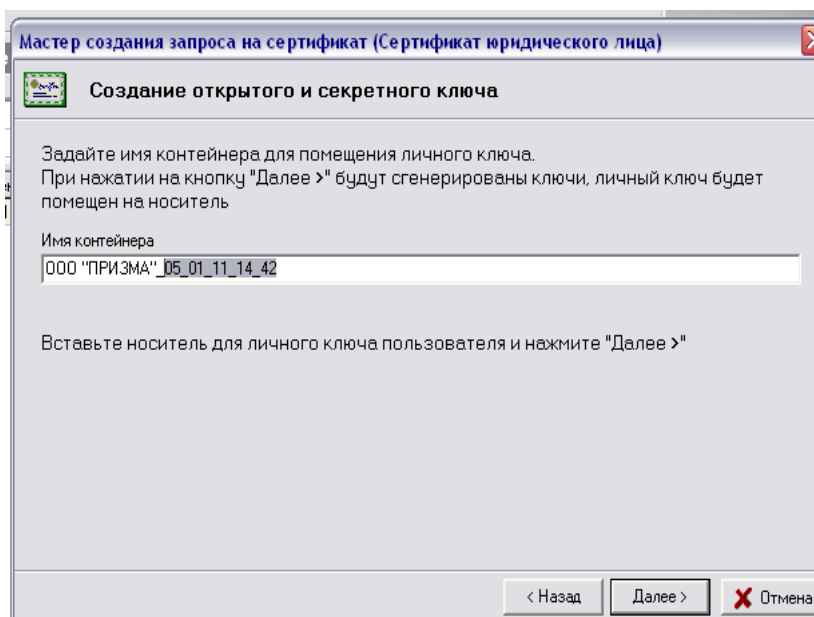 Мастер создания запроса на сертификат (Сертификат юридического лица)
Создание открытого и секретного ключа
Задайте имя контейнера для помещения личного ключа.
При нажатии на кнопку "Далее >" будут сгенерированы ключи, личный ключ будет
помещен на носитель
Имя контейнера
ООО "ПРИЗМА"_05_01_11_14_42
Вставьте носитель для личного ключа пользователя и нажмите "Далее >"
< Назад Далее > Отмена